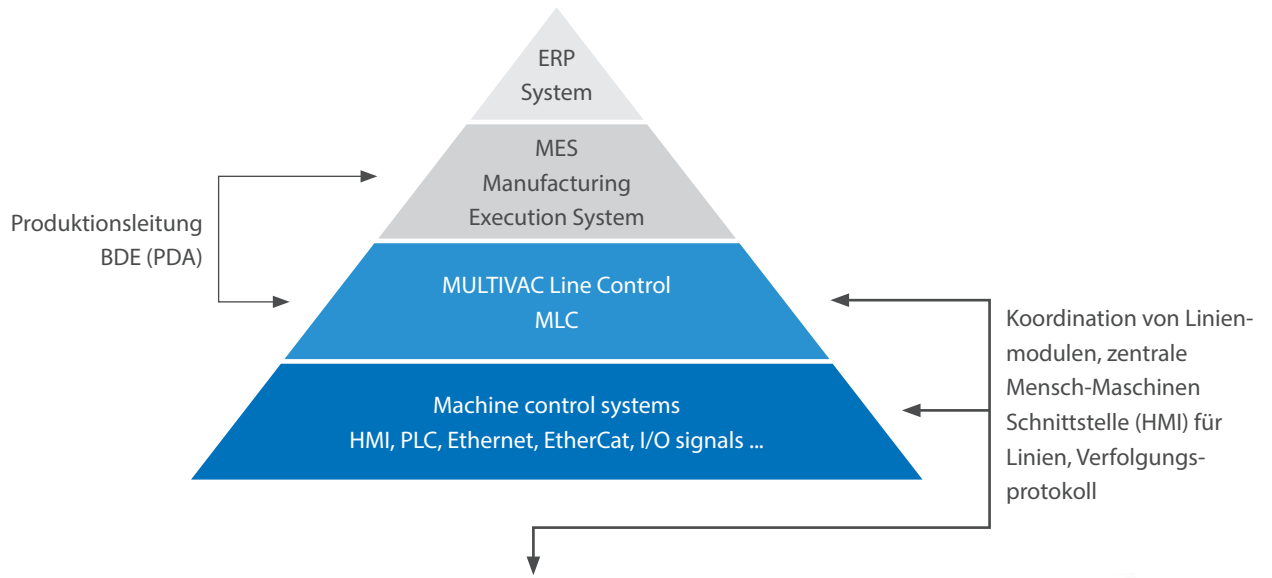 ERP
System
MES
Manufacturing
Execution System
Produktionsleitung
BDE (PDA)
MULTIVAC Line Control
MLC
Koordination von Linien-
modulen, zentrale
Mensch-Maschinen
Schnittstelle (HMI) für
Linien, Verfolgungs-
protokoll
Machine control systems
HMI, PLC, Ethernet, EtherCat, I/O signals ...